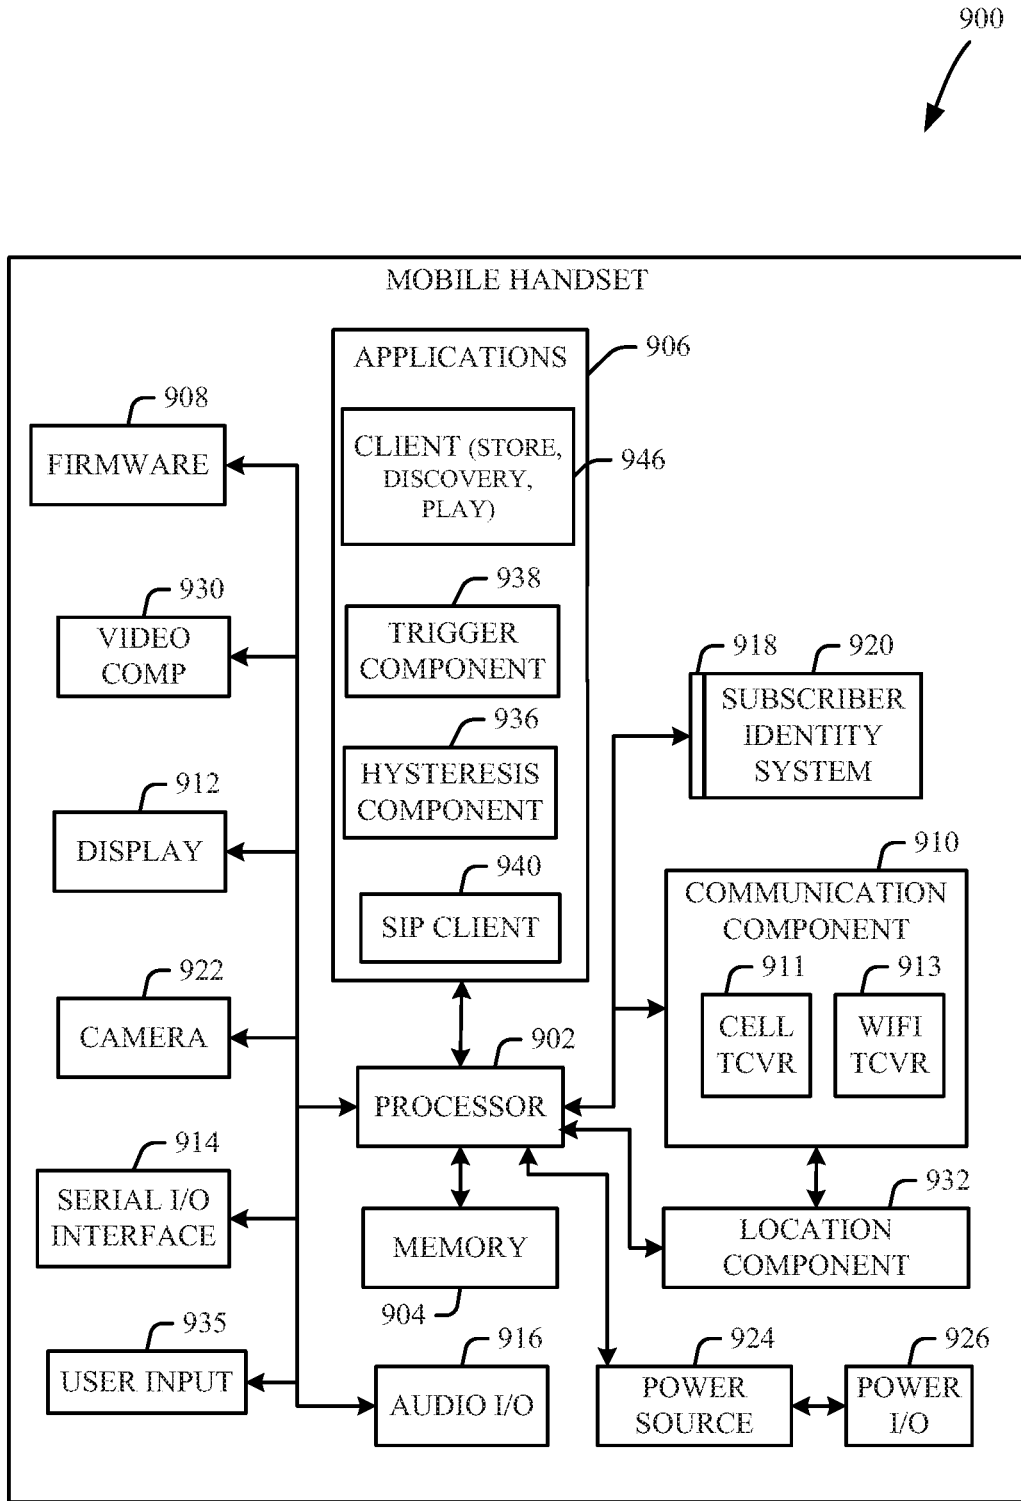 900
MOBILE HANDSET
APPLICATIONS
906
CLIENT (STORE,
DISCOVERY,
PLAY)
946
908
FIRMWARE
938
TRIGGER
COMPONENT
930
VIDEO
COMP
918
920
SUBSCRIBER
IDENTITY
SYSTEM
936
HYSTERESIS
COMPONENT
912
DISPLAY
940
SIP CLIENT
910
COMMUNICATION
COMPONENT
911
CELL
TCVR
913
WIFI
TCVR
922
CAMERA
902
PROCESSOR
914
SERIAL I/O
INTERFACE
MEMORY
904
932
LOCATION
COMPONENT
935
USER INPUT
916
AUDIO I/O
924
POWER
SOURCE
926
POWER
I/O